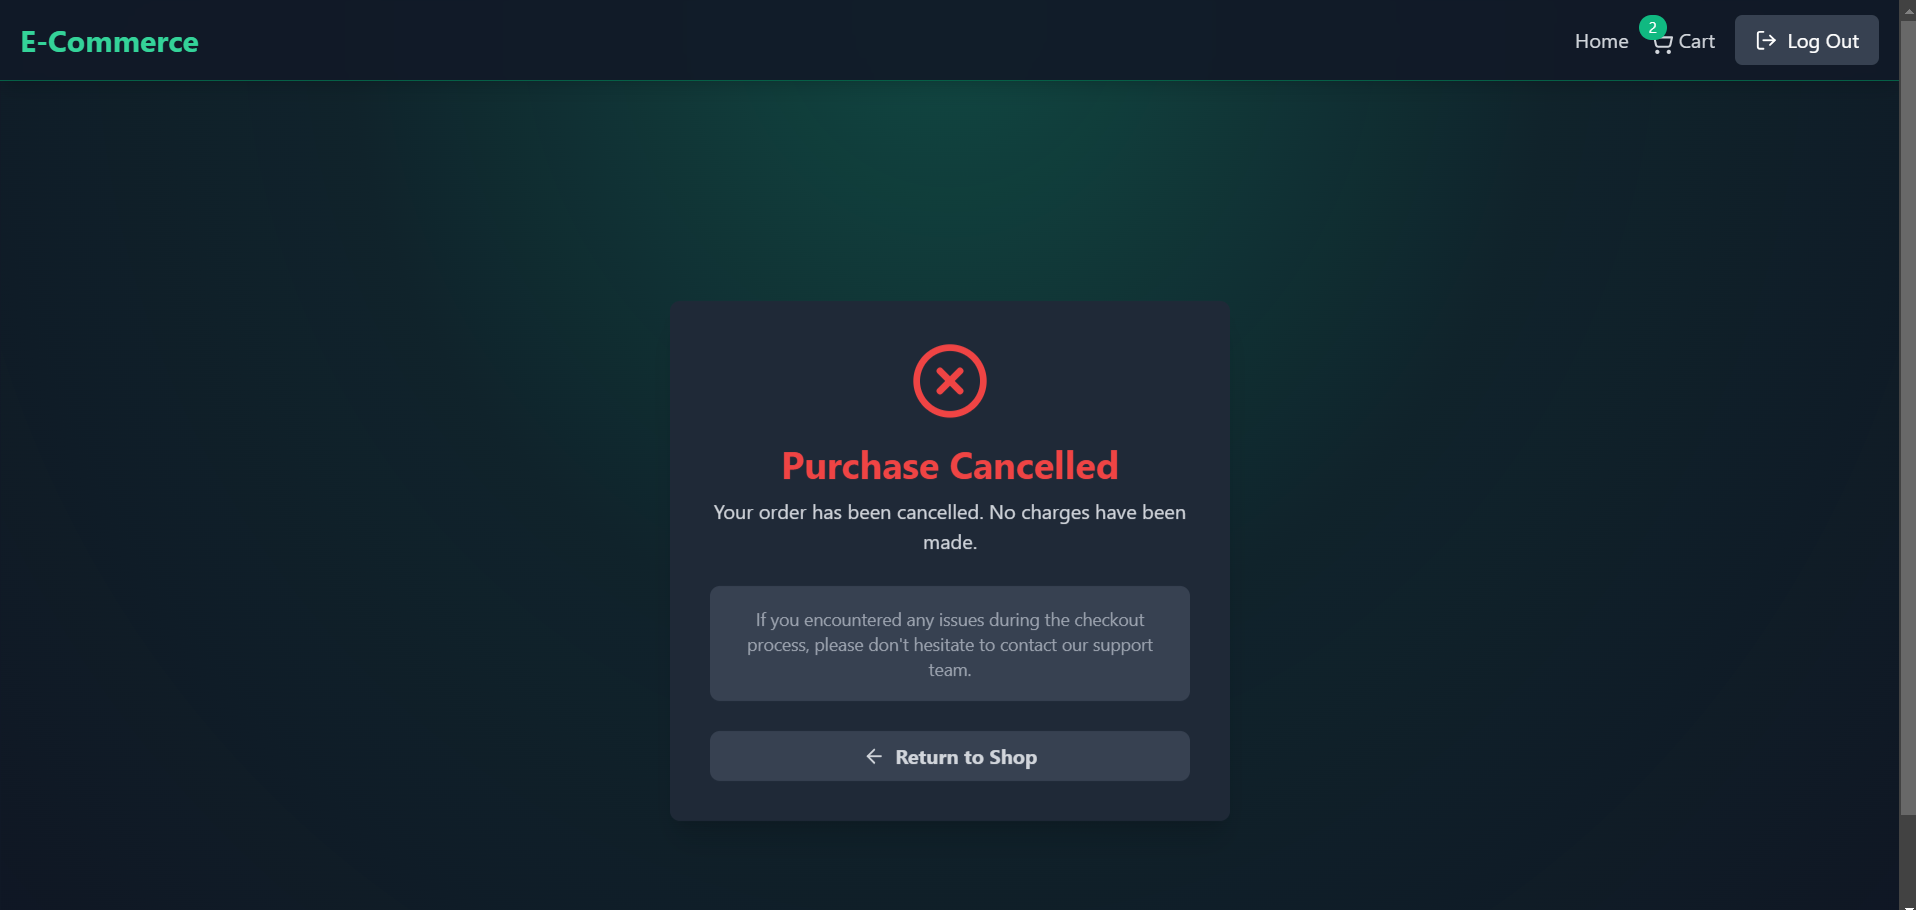 E-Commerce
Home
2
Cart
Log Out
Purchase Cancelled
Your order has been cancelled. No charges have been
made.
If you encountered any issues during the checkout
process, please don't hesitate to contact our support
team.
Return to Shop